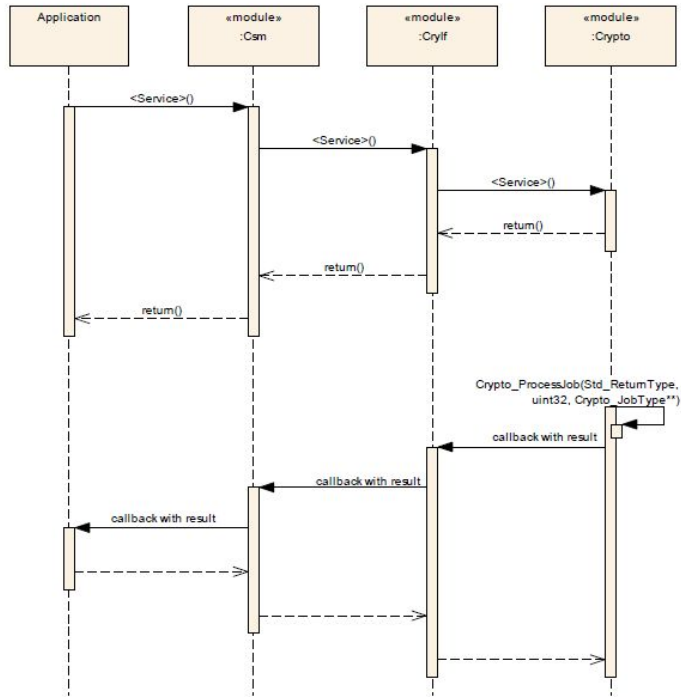 Application
«module»
:Csm
«module»
:CryIf
«module»
:Crypto
<Service>()
<Service>()
<Service>()
return()
return()
return()
Crypto_ProcessJob(Std_ReturnType,
uint32, Crypto_JobType**)
callback with result
callback with result
callback with result